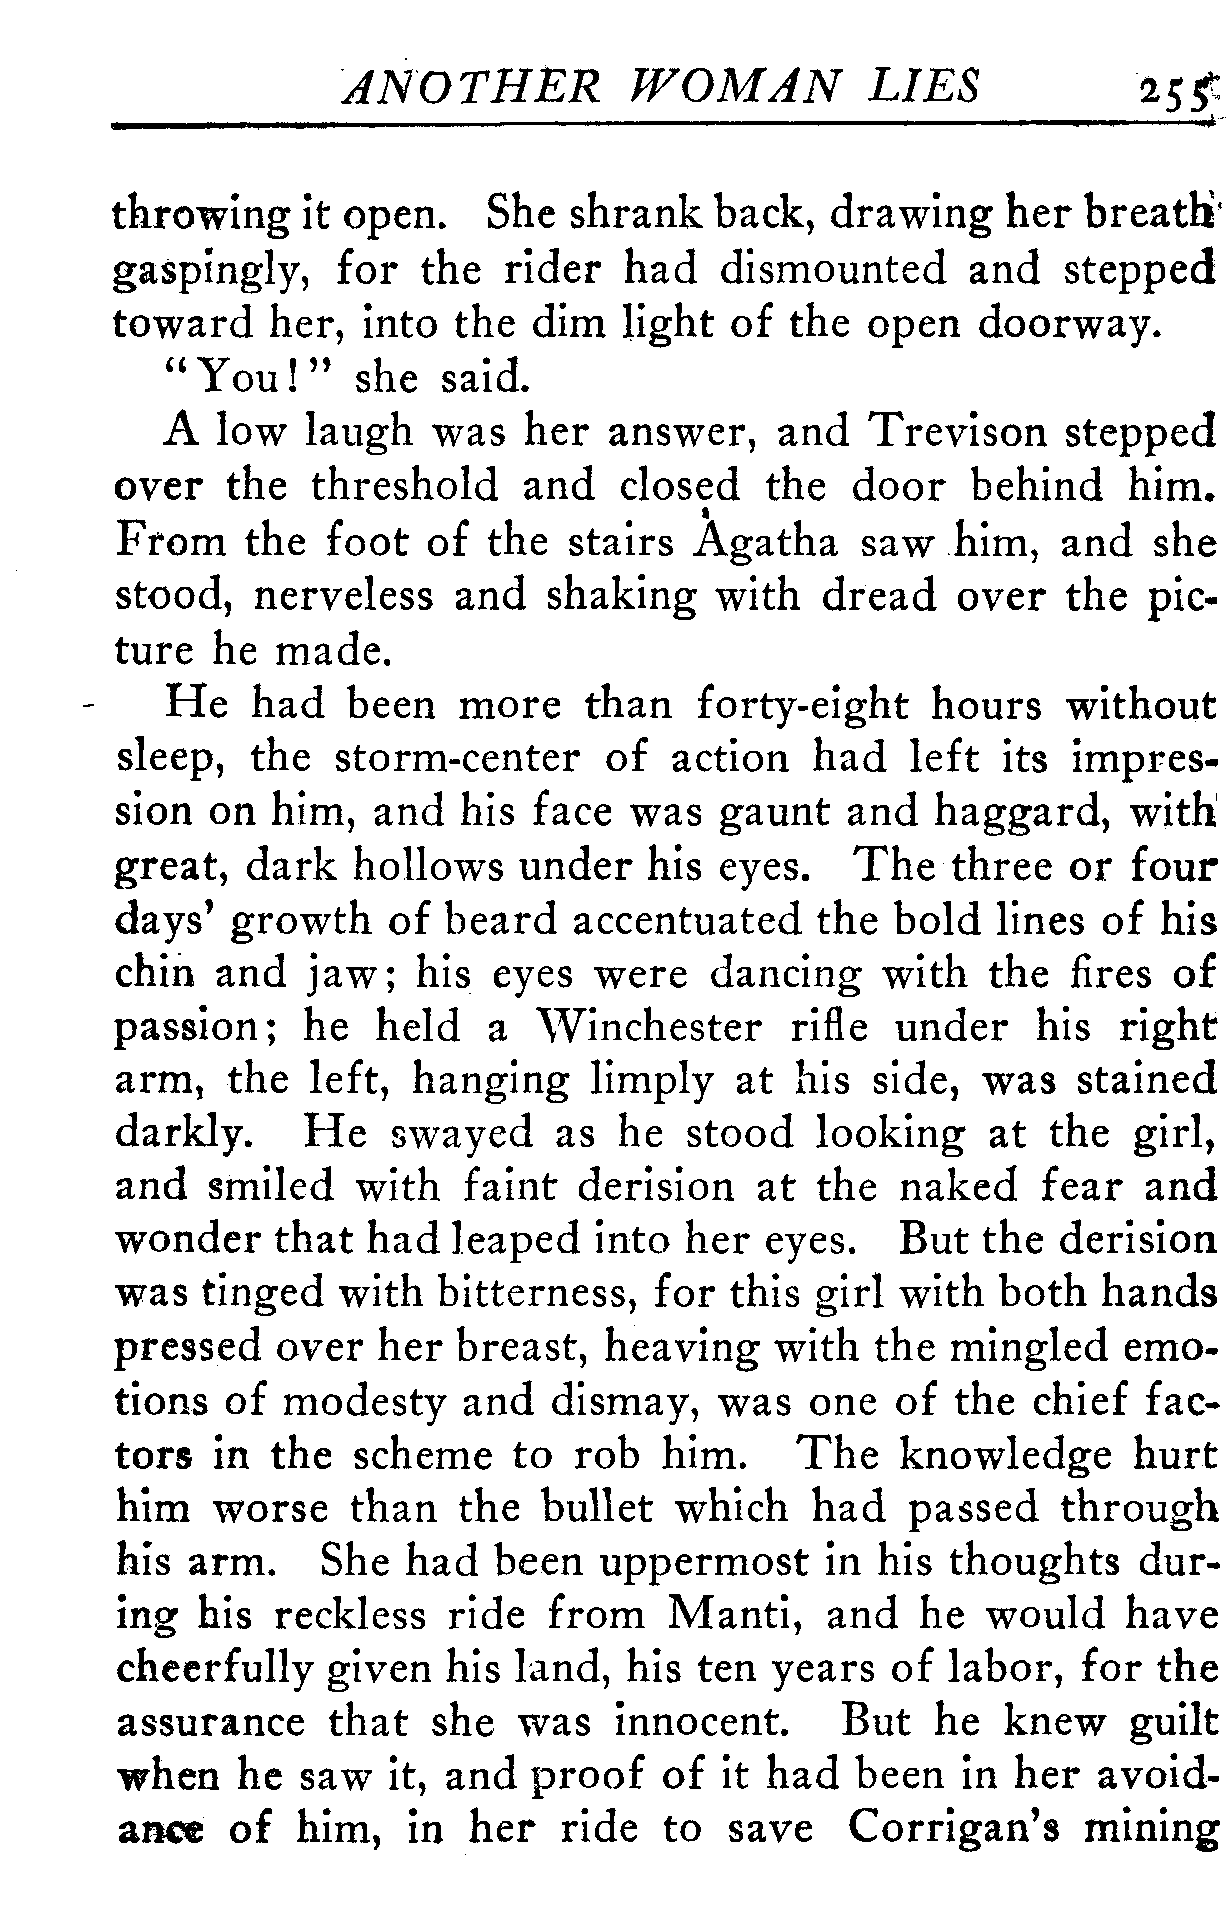 ANOTHER WOMAN LIES 255
throwing it open. She shrank back, drawing her breath
gaspingly, for the rider had dismounted and stepped
toward her, into the dim light of the open doorway.
"You!" she said.
A low laugh was her answer, and Trevison stepped
over the threshold and closed the door behind him.
From the foot of the stairs Agatha saw him, and she
stood, nerveless and shaking with dread over the pic-
ture he made.
He had been more than forty-eight hours without
sleep, the storm-center of action had left its impres-
sion on him, and his face was gaunt and haggard, with
great, dark hollows under his eyes. The three or four
days' growth of beard accentuated the bold lines of his
chin and jaw; his eyes were dancing with the fires of
passion; he held a Winchester rifle under his right
arm, the left, hanging limply at his side, was stained
darkly. He swayed as he stood looking at the girl,
and smiled with faint derision at the naked fear and
wonder that had leaped into her eyes. But the derision
was tinged with bitterness, for this girl with both hands
pressed over her breast, heaving with the mingled emo-
tions of modesty and dismay, was one of the chief fac-
tors in the scheme to rob him. The knowledge hurt
him worse than the bullet which had passed through
his arm. She had been uppermost in his thoughts dur-
ing his reckless ride from Manti, and he would have
cheerfully given his land, his ten years of labor, for the
assurance that she was innocent. But he knew guilt
when he saw it, and proof of it had been in her avoid-
ance of him, in her ride to save Corrigan's mining